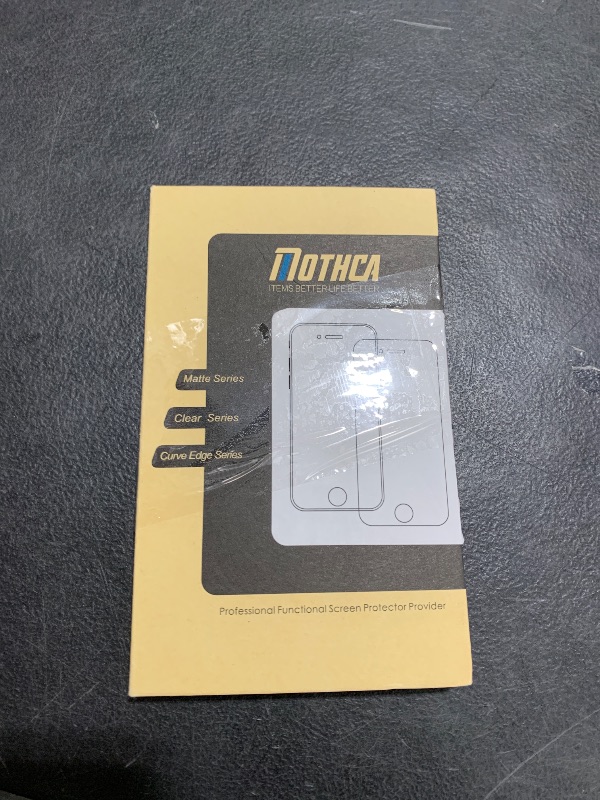 NOTHCA
ITEMS BETTER LIFE BETTER
Matte Series
Clear Series
Curve Edge Series
Professional Functional Screen Protector Provider